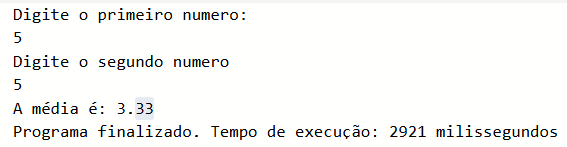 Digite o primeiro numero:
5
Digite o segundo numero
5
A média é: 3.33
Programa finalizado. Tempo de execução: 2921 milissegundos